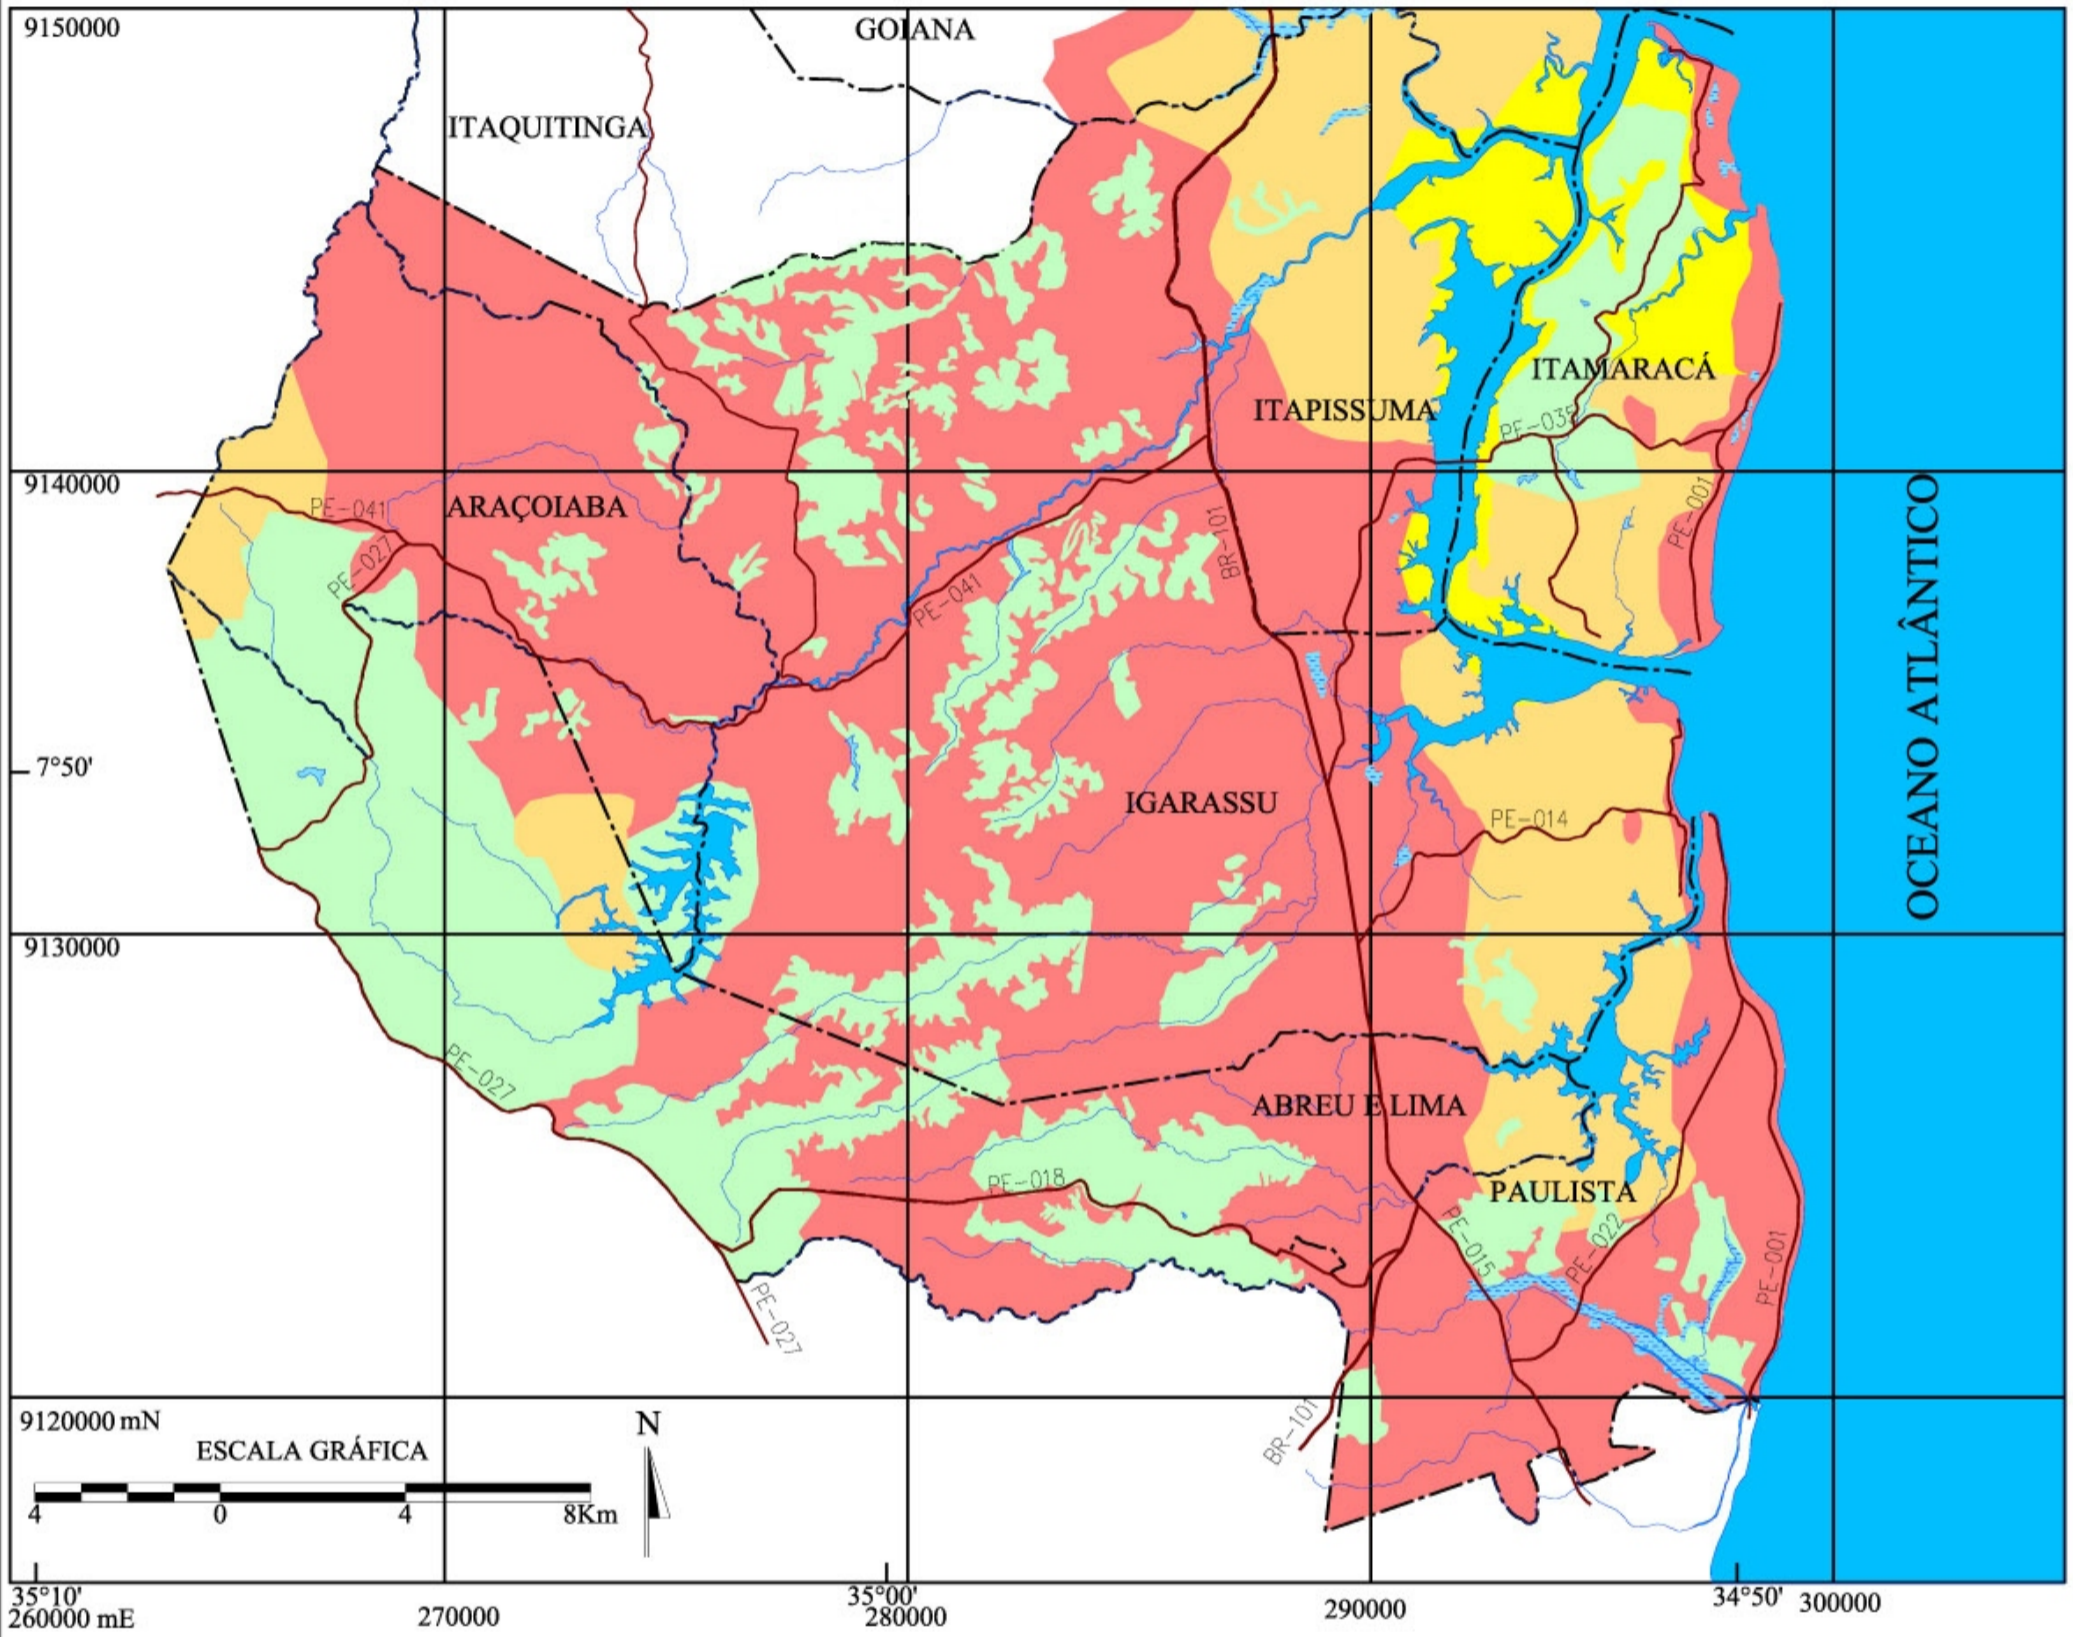 9150000
GOIANA
ITAQUITINGA
ITAMARACÁ
ITAPISSUMA
PE-035
9140000
PE-041
ARAÇOIABA
PE-001
BR-101
PE-027
PE-041
OCEANO ATLÂNTICO
7°50'
IGARASSU
PE-014
9130000
PE-027
ABREU E LIMA
PE-018
PAULISTA
PE-015
PE-022
PE-001
PE-027
9120000 mN
BR-101
ESCALA GRÁFICA
N
4 0 4 8Km
35°10' 35°00' 34°50'
260000 mE 270000 280000 290000 300000